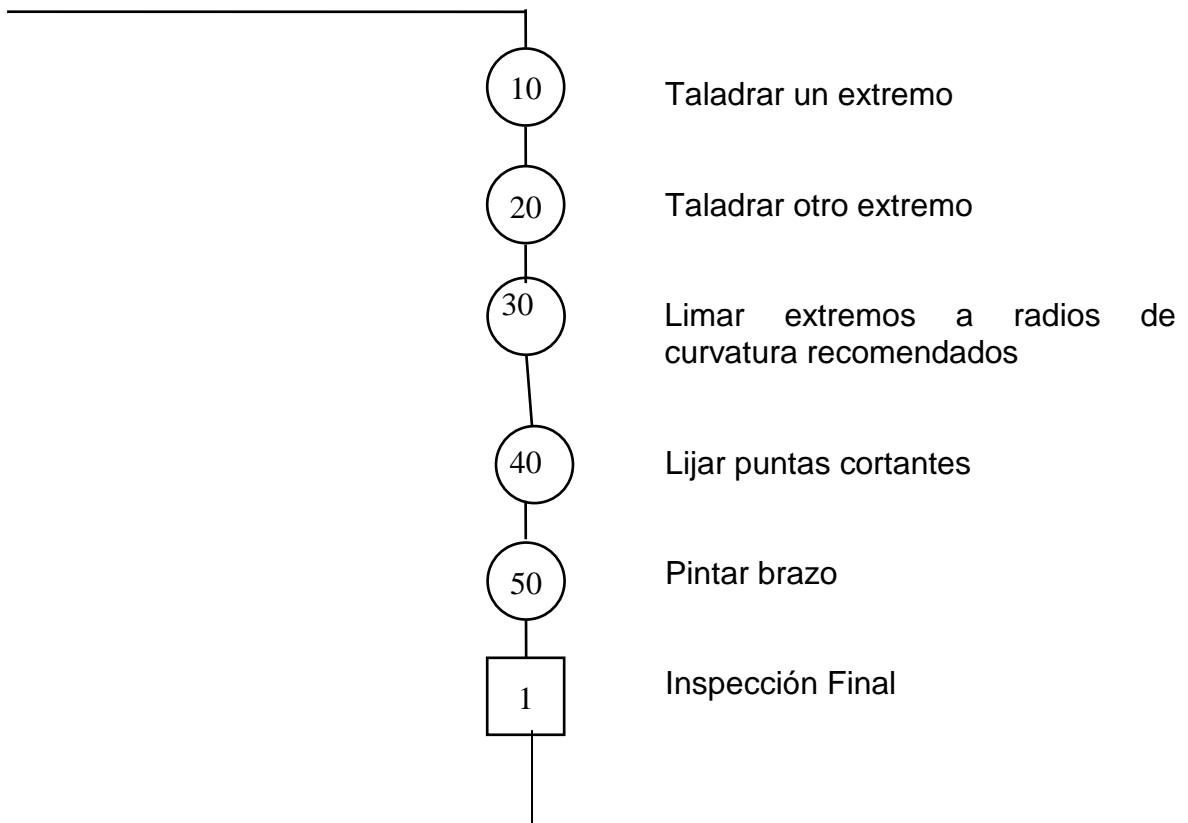 10 Taladrar un extremo
20 Taladrar otro extremo
30 Limar extremos a radios de
curvatura recomendados
40 Lijar puntas cortantes
50 Pintar brazo
1 Inspección Final